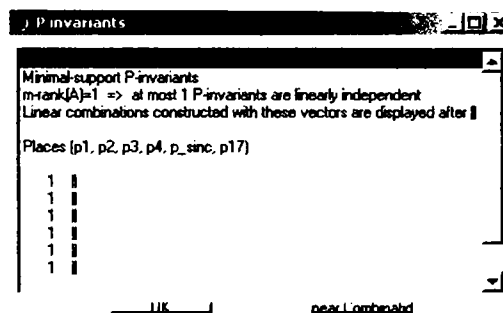 P invariants
Minimal-support P-invariants
m-rank(A)=1 => at most 1 P-invariants are linearly independent
Linear combinations constructed with these vectors are displayed after ||
Places (p1, p2, p3, p4, p_sinc, p17)
1 ||
1 ||
1 ||
1 ||
1 ||
1 ||